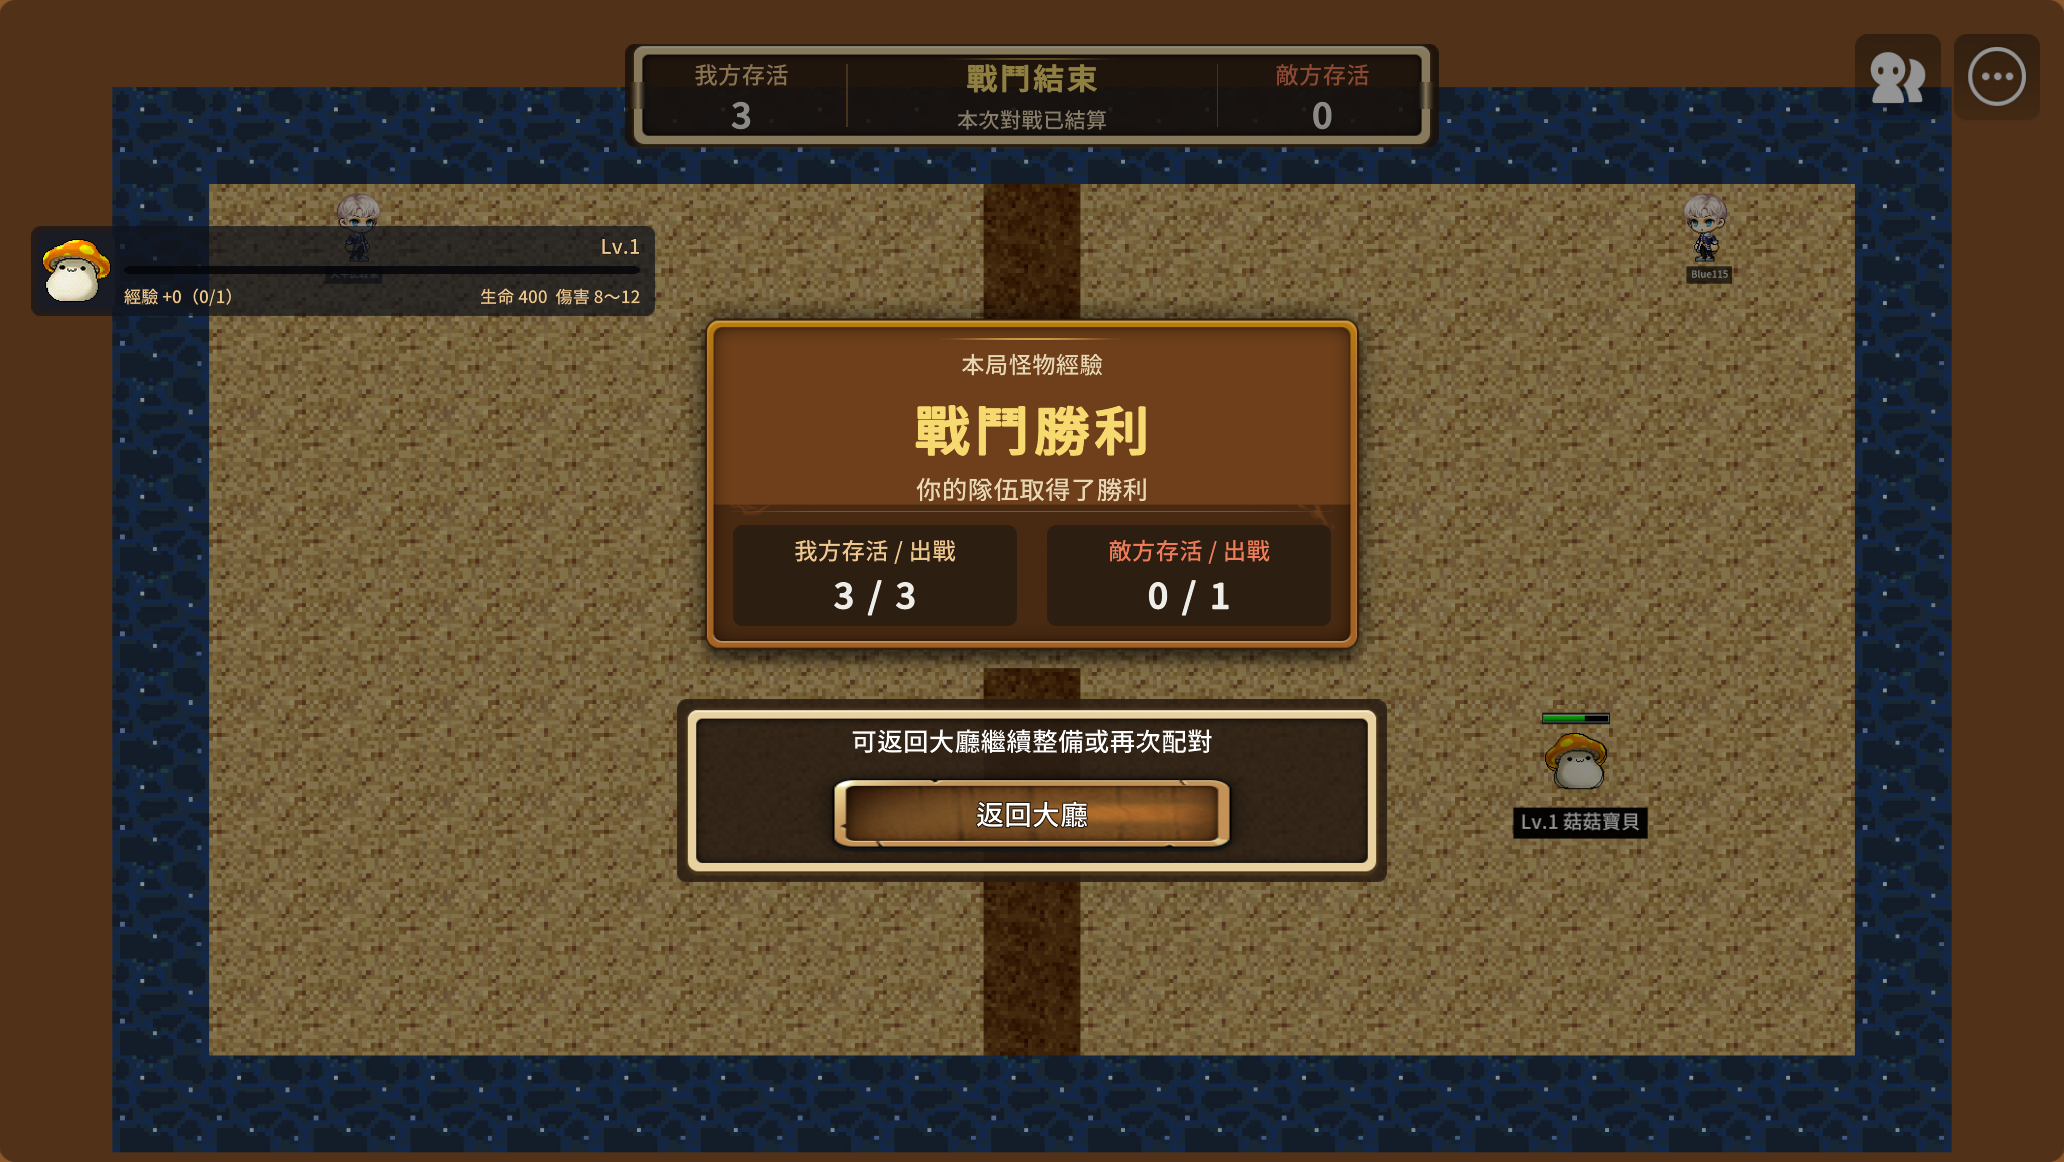 我方存活
3
戰鬥結束
本次對戰已結算
敵方存活
0
Lv.1
經驗 +0（0/1）
生命 400 傷害 8～12
Blue115
本局怪物經驗
戰鬥勝利
你的隊伍取得了勝利
我方存活 / 出戰
3 / 3
敵方存活 / 出戰
0 / 1
可返回大廳繼續整備或再次配對
返回大廳
Lv.1 菇菇寶貝